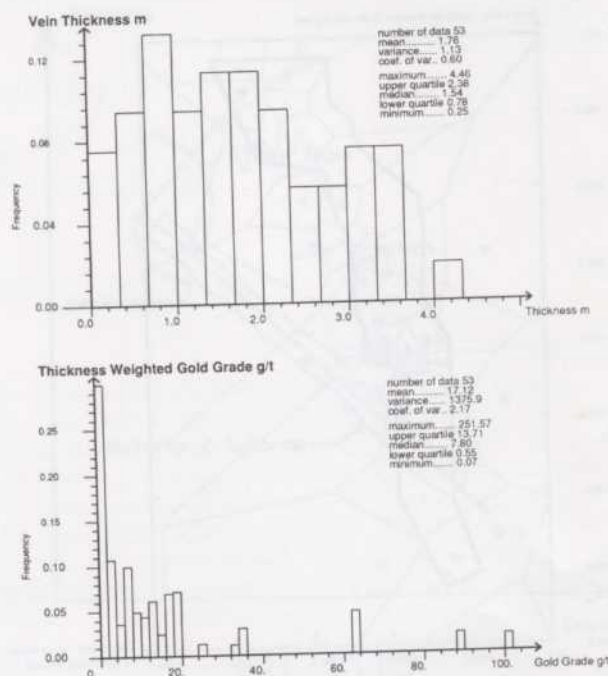 Vein Thickness m
number of data 53
mean.......... 1.76
variance...... 1.13
coef. of var.. 0.60
maximum....... 4.46
upper quartile 2.38
median........ 1.54
lower quartile 0.78
minimum....... 0.25
0.12
0.08
0.04
0.00
Frequency
0.0
1.0
2.0
3.0
4.0
Thickness m
Thickness Weighted Gold Grade g/t
number of data 53
mean.......... 17.12
variance...... 1375.9
coef. of var.. 2.17
maximum....... 251.57
upper quartile 13.71
median........ 7.80
lower quartile 0.55
minimum....... 0.07
0.25
0.20
0.15
0.10
0.05
0.00
Frequency
0.
20.
40.
60.
80.
100.
Gold Grade g/t